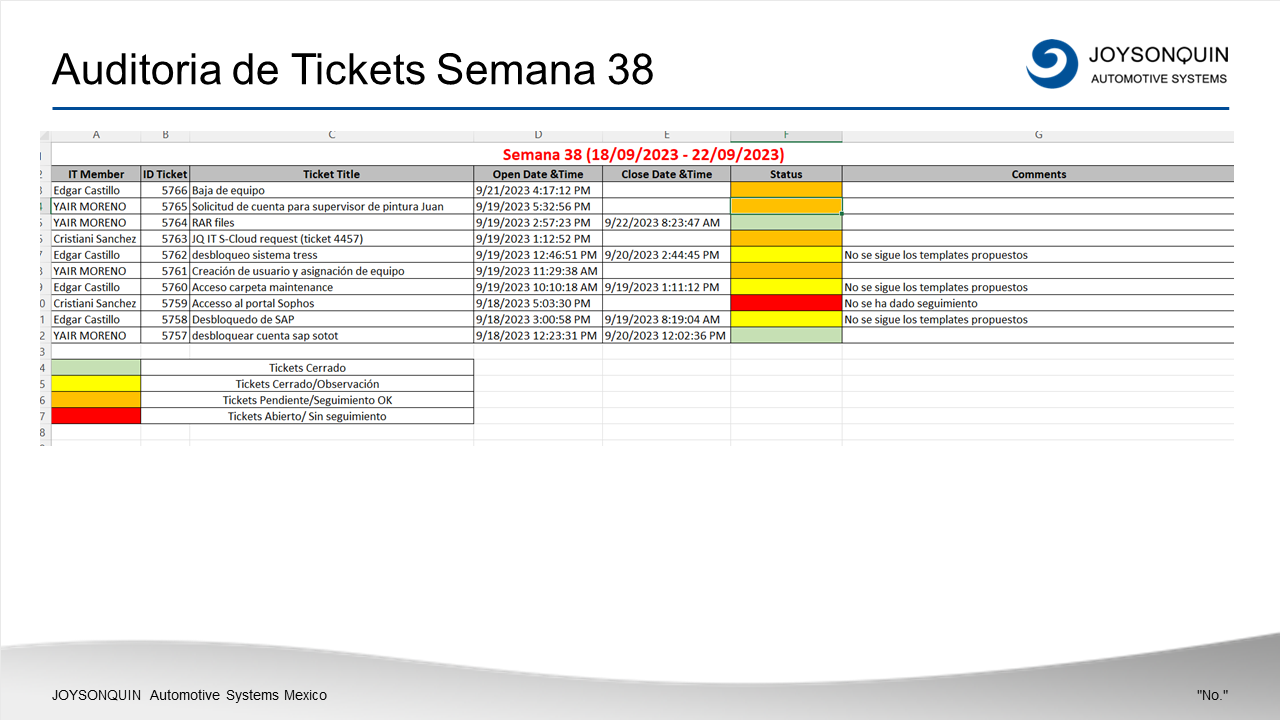 Auditoria de Tickets Semana 38
JOYSONQUIN
AUTOMOTIVE SYSTEMS
A B C D E F G
Semana 38 (18/09/2023 - 22/09/2023)
IT Member ID Ticket Ticket Title Open Date &Time Close Date &Time Status Comments
Edgar Castillo 5766 Baja de equipo 9/21/2023 4:17:12 PM
YAIR MORENO 5765 Solicitud de cuenta para supervisor de pintura Juan 9/19/2023 5:32:56 PM
YAIR MORENO 5764 RAR files 9/19/2023 2:57:23 PM 9/22/2023 8:23:47 AM
Cristiani Sanchez 5763 JQ IT S-Cloud request (ticket 4457) 9/19/2023 1:12:52 PM
Edgar Castillo 5762 desbloqueo sistema tress 9/19/2023 12:46:51 PM 9/20/2023 2:44:45 PM No se sigue los templates propuestos
YAIR MORENO 5761 Creación de usuario y asignación de equipo 9/19/2023 11:29:38 AM
Edgar Castillo 5760 Acceso carpeta maintenance 9/19/2023 10:10:18 AM 9/19/2023 1:11:12 PM No se sigue los templates propuestos
Cristiani Sanchez 5759 Accesso al portal Sophos 9/18/2023 5:03:30 PM No se ha dado seguimiento
Edgar Castillo 5758 Desbloquedo de SAP 9/18/2023 3:00:58 PM 9/19/2023 8:19:04 AM No se sigue los templates propuestos
YAIR MORENO 5757 desbloquear cuenta sap sotot 9/18/2023 12:23:31 PM 9/20/2023 12:02:36 PM
3
4 Tickets Cerrado
5 Tickets Cerrado/Observación
6 Tickets Pendiente/Seguimiento OK
7 Tickets Abierto/ Sin seguimiento
8
JOYSONQUIN Automotive Systems Mexico
"No."